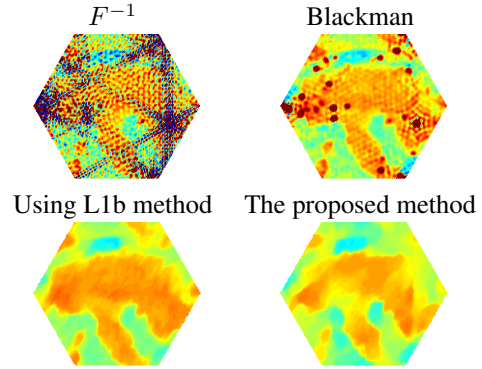 F⁻¹
Blackman
Using L1b method
The proposed method